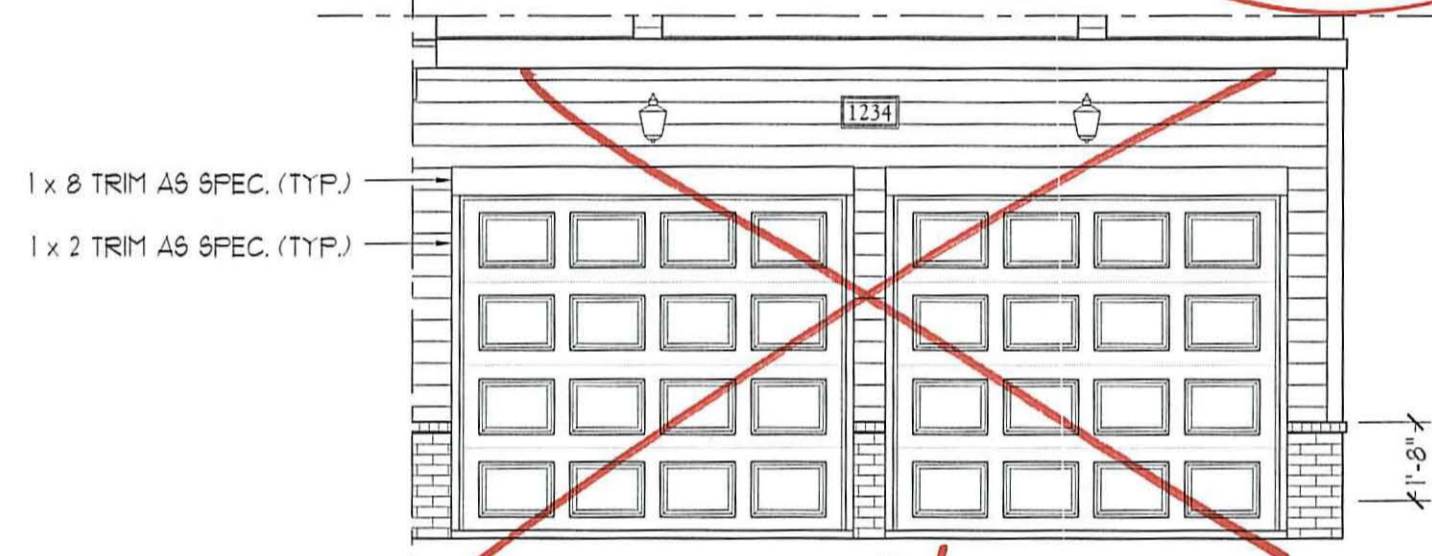 1234
1 x 8 TRIM AS SPEC. (TYP.)
1 x 2 TRIM AS SPEC. (TYP.)
1'-8"